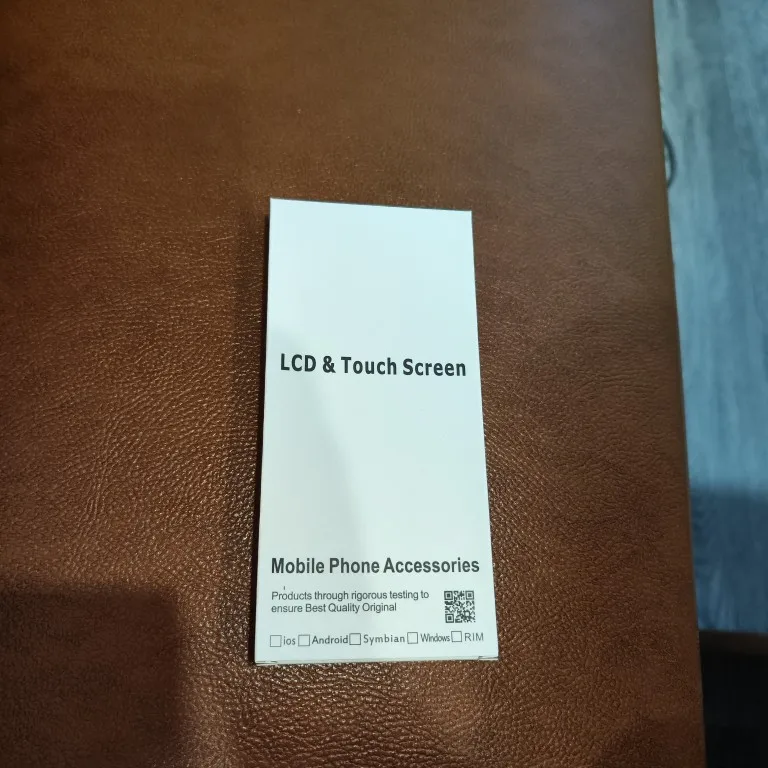 LCD & Touch Screen
Mobile Phone Accessories
Products through rigorous testing to
ensure Best Quality Original
ios Android Symbian Windows RIM